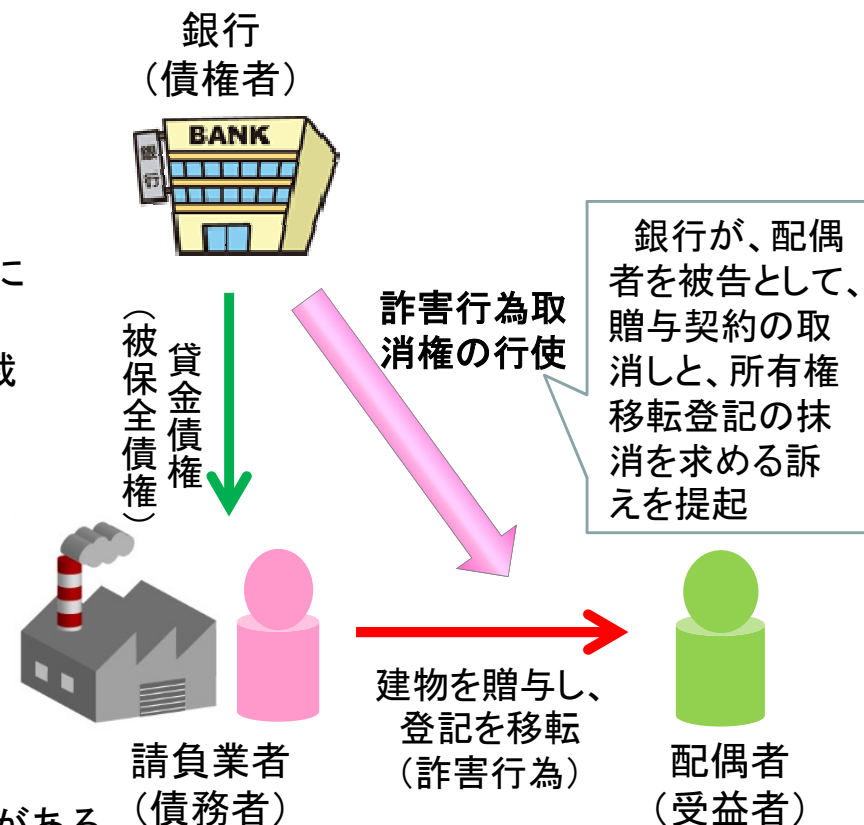 銀行
（債権者）
BANK
銀行
に
裁
詐害行為取
消権の行使
銀行が、配偶
者を被告として、
贈与契約の取
消しと、所有権
移転登記の抹
消を求める訴
えを提起
貸金債権
（被保全債権）
建物を贈与し、
登記を移転
（詐害行為）
請負業者
（債務者）
配偶者
（受益者）
がある